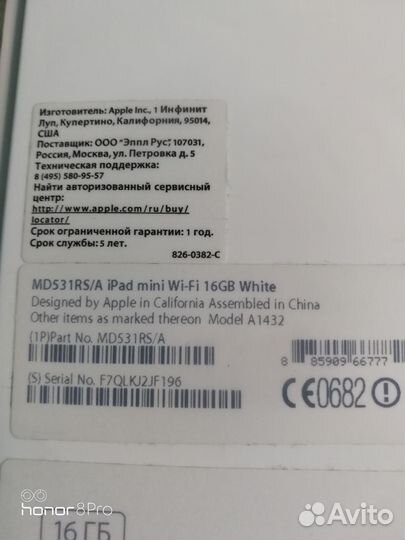 Изготовитель: Apple Inc., 1 Инфинит
Луп, Купертино, Калифорния, 95014,
США
Поставщик: ООО "Эппл Рус", 107031,
Россия, Москва, ул. Петровка д. 5
Техническая поддержка:
8 (495) 580-95-57
Найти авторизованный сервисный
центр:
http://www.apple.com/ru/buy/
locator/
Срок ограниченной гарантии: 1 год.
Срок службы: 5 лет.
826-0382-C
MD531RS/A iPad mini Wi-Fi 16GB White
Designed by Apple in California Assembled in China
Other items as marked thereon Model A1432
(1P)Part No. MD531RS/A
8 85909 66777
(S) Serial No. F7QLKJ2JF196
CE0682
honor 8 Pro
16 ГБ
Avito